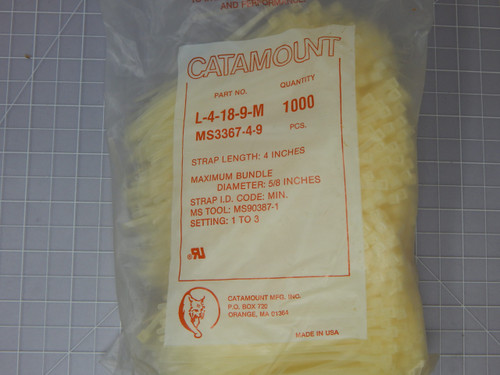 AND PERFORM
CATAMOUNT
PART NO. QUANTITY
L-4-18-9-M 1000
MS3367-4-9 PCS.
STRAP LENGTH: 4 INCHES
MAXIMUM BUNDLE
DIAMETER: 5/8 INCHES
STRAP I.D. CODE: MIN.
MS TOOL: MS90387-1
SETTING: 1 TO 3
CATAMOUNT MFG. INC.
P.O. BOX 720
ORANGE, MA 01364
MADE IN USA